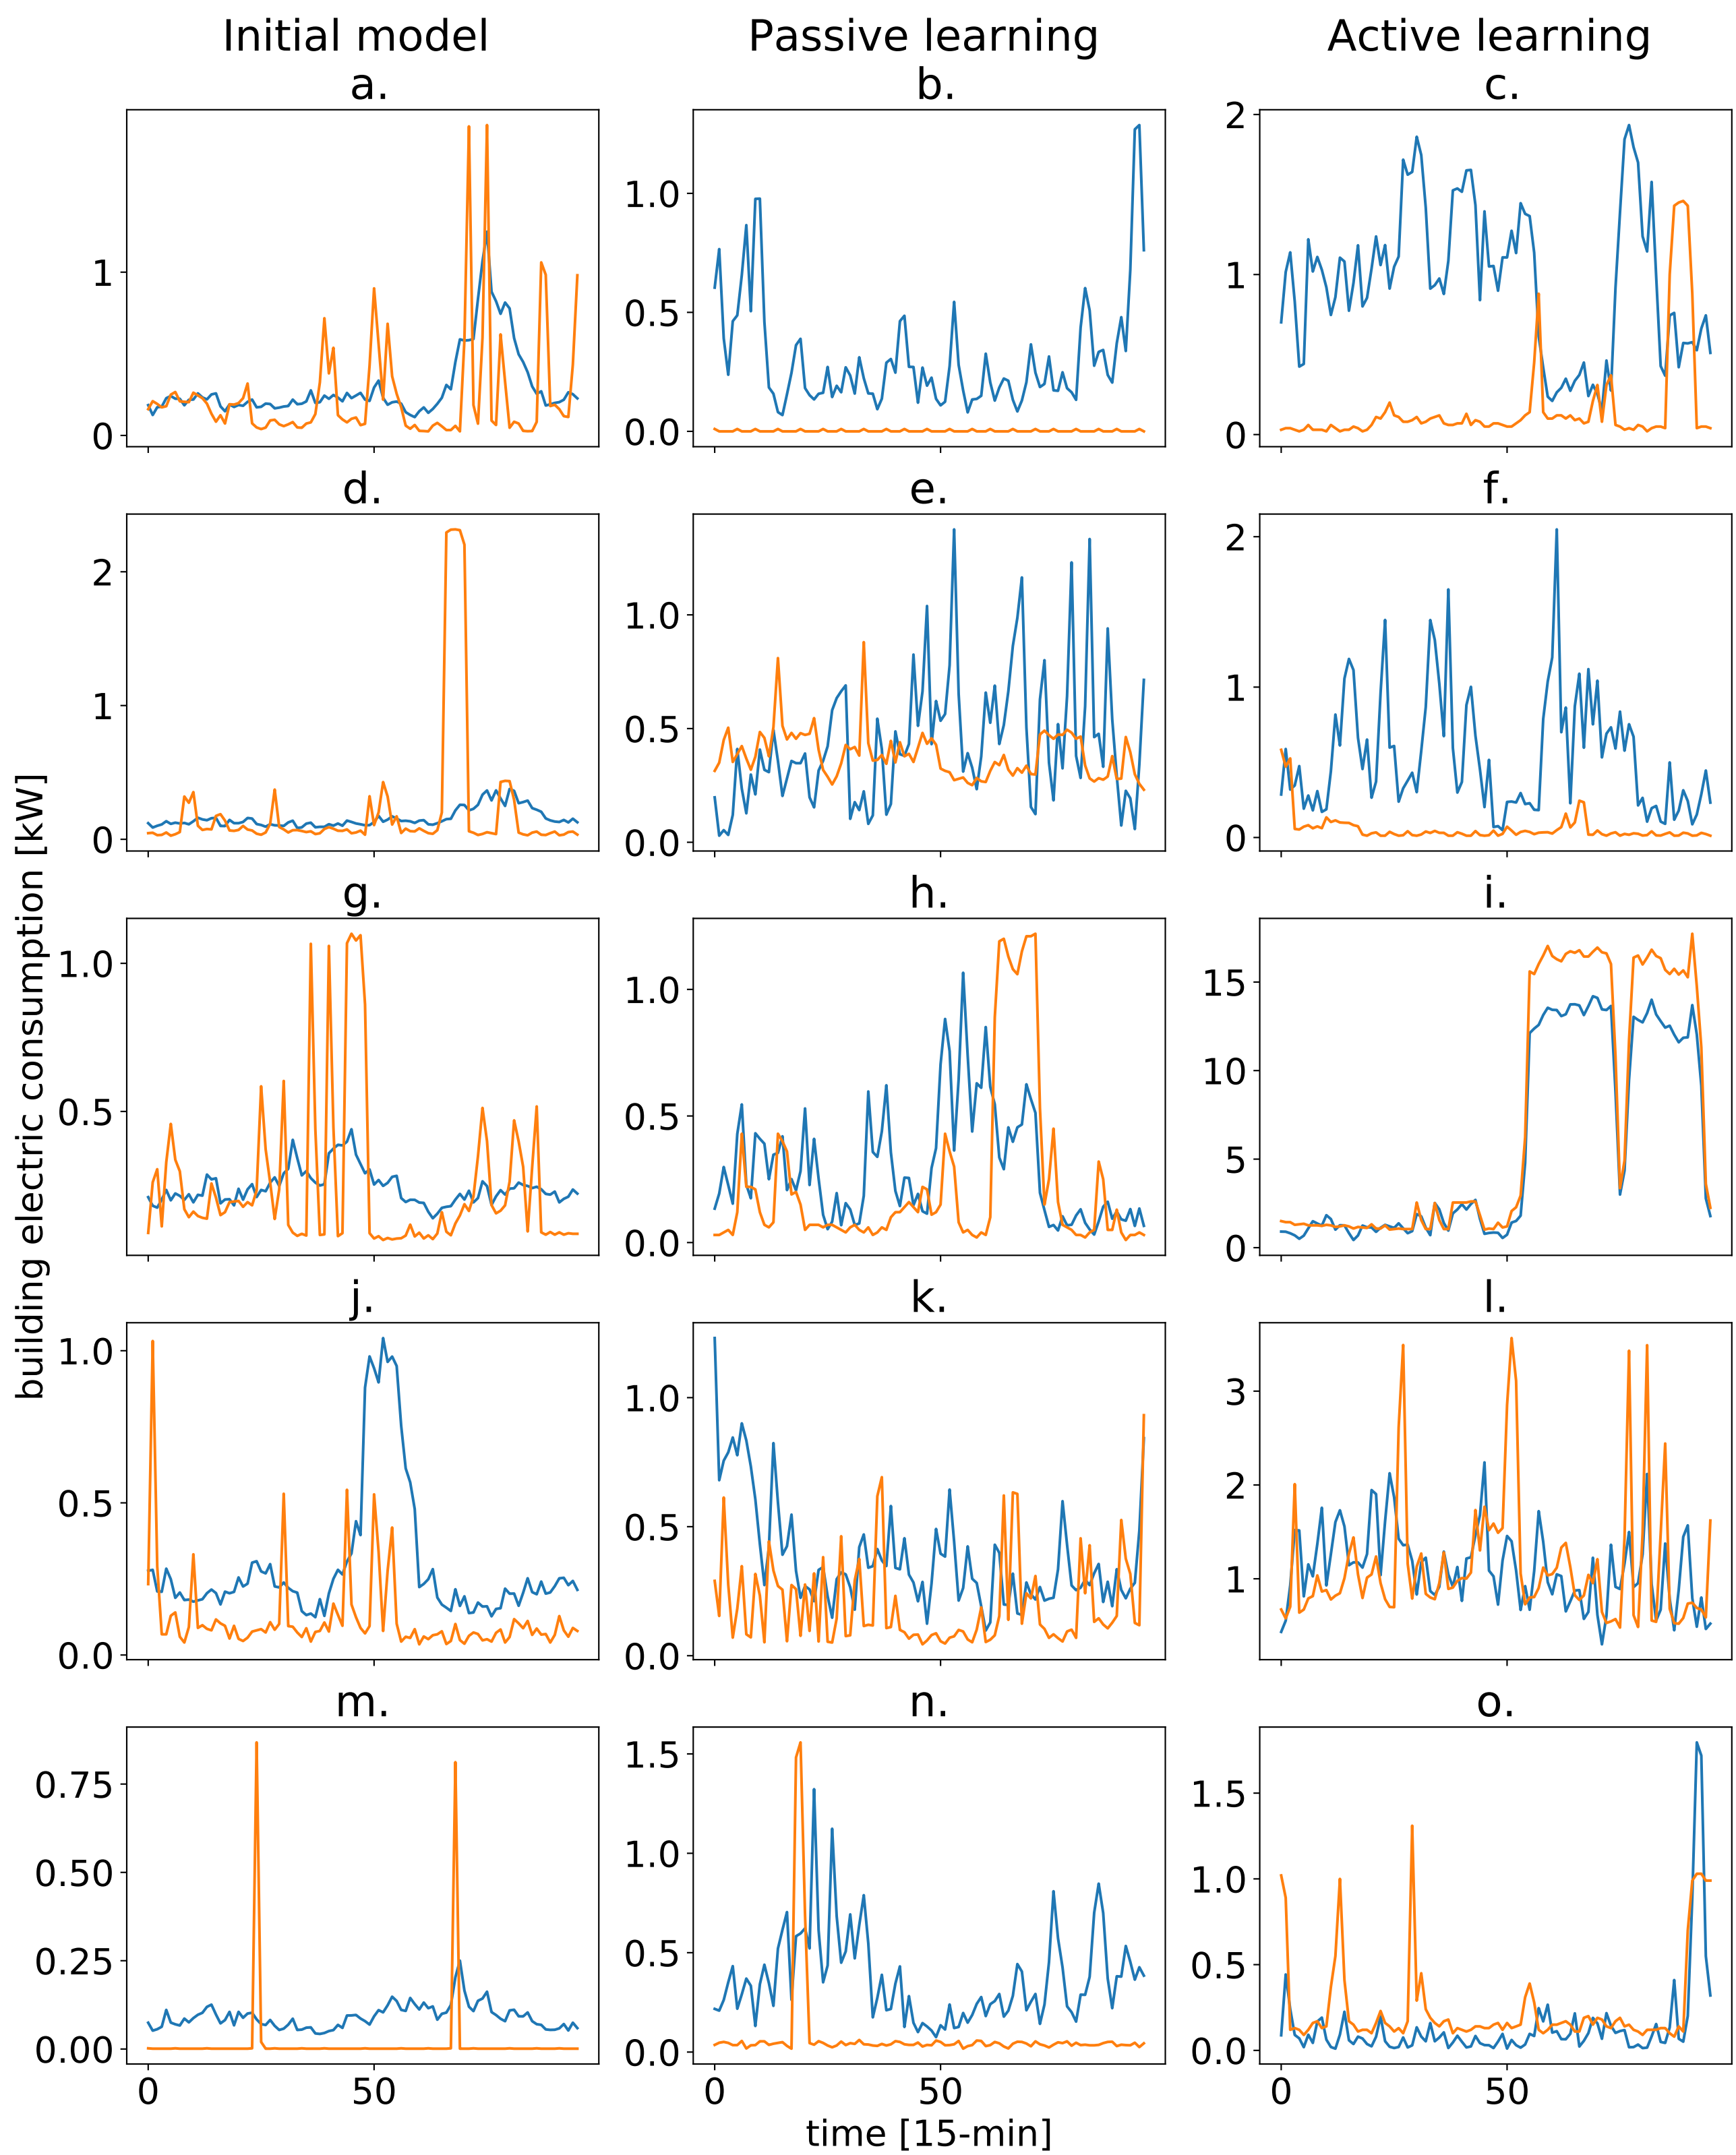 Initial model
Passive learning
Active learning
a.
b.
c.
1
0
1.0
0.5
0.0
2
1
0
d.
e.
f.
2
1
0
1.0
0.5
0.0
2
1
0
g.
h.
i.
1.0
0.5
1.0
0.5
0.0
15
10
5
0
j.
k.
l.
1.0
0.5
0.0
1.0
0.5
0.0
3
2
1
m.
n.
o.
0.75
0.50
0.25
0.00
1.5
1.0
0.5
0.0
1.5
1.0
0.5
0.0
0 50
0 50
0 50
building electric consumption [kW]
time [15-min]